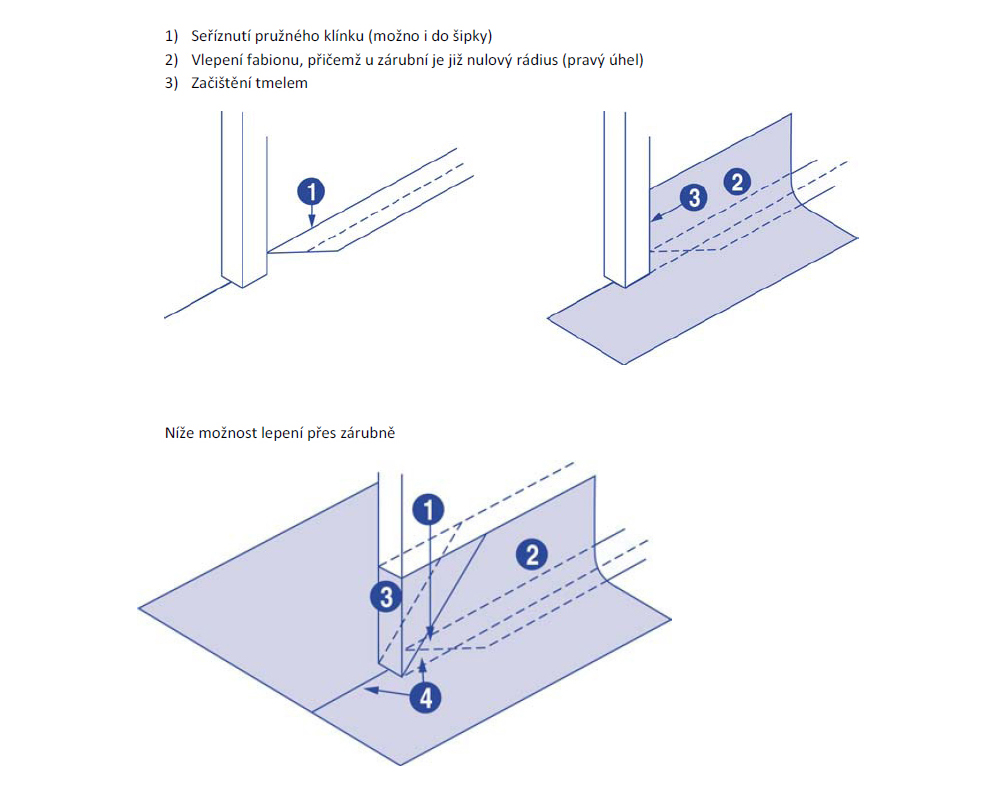 1) Seříznutí pružného klínku (možno i do šipky)
2) Vlepení fabionu, přičemž u zárubní je již nulový rádius (pravý úhel)
3) Začištění tmelem
1
2
3
Níže možnost lepení přes zárubně
1
2
3
4